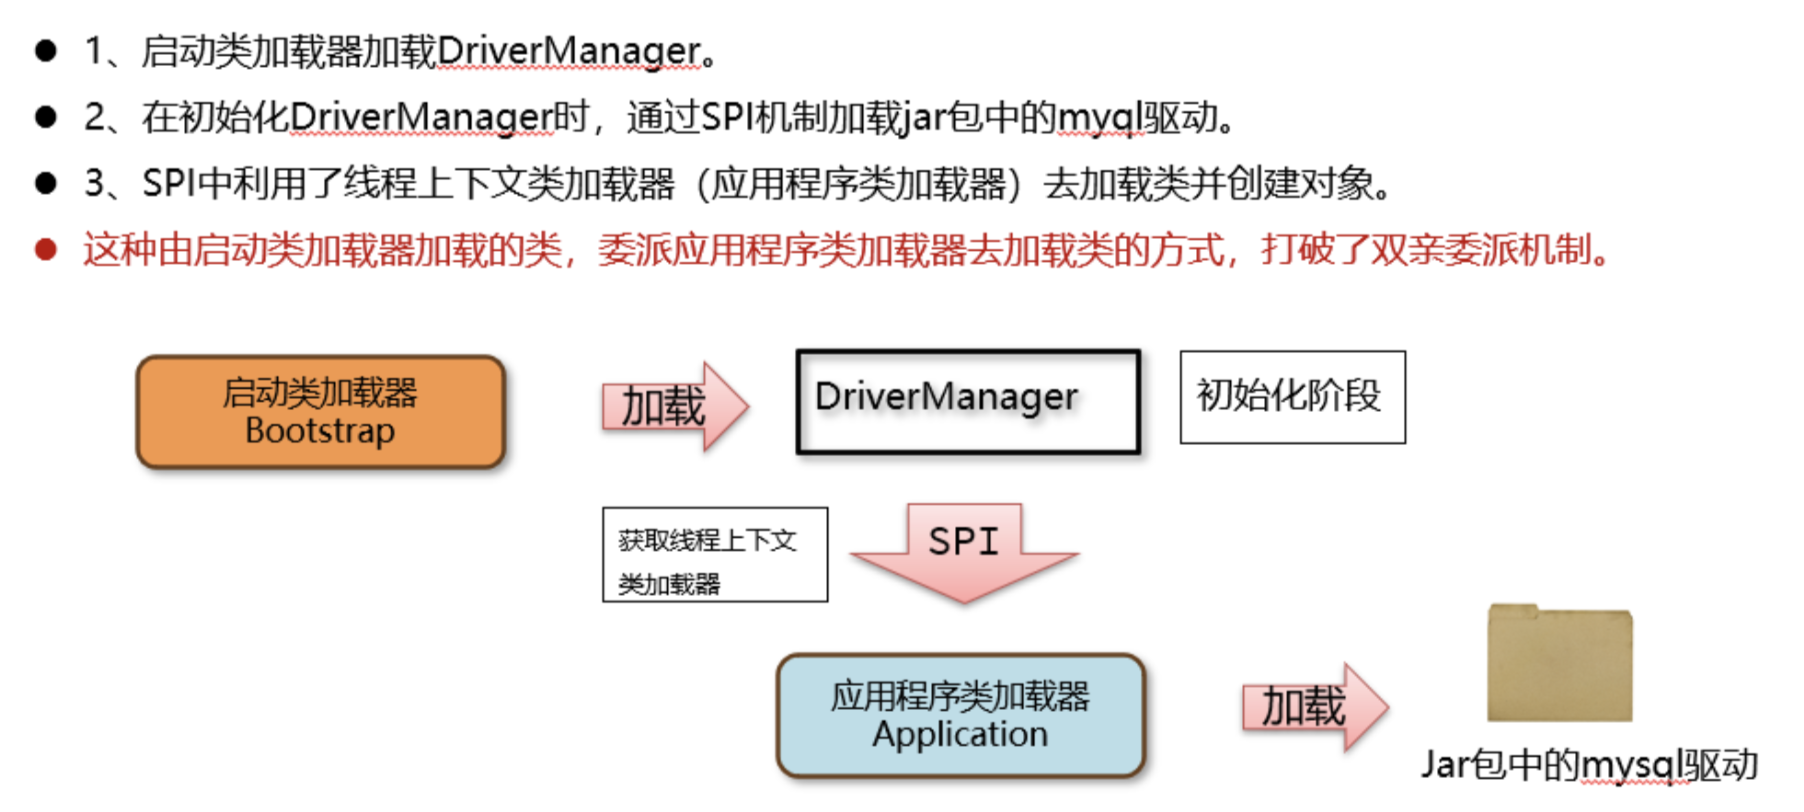 ● 1、启动类加载器加载DriverManager。
● 2、在初始化DriverManager时，通过SPI机制加载jar包中的myql驱动。
● 3、SPI中利用了线程上下文类加载器（应用程序类加载器）去加载类并创建对象。
● 这种由启动类加载器加载的类，委派应用程序类加载器去加载类的方式，打破了双亲委派机制。
启动类加载器
Bootstrap
加载
DriverManager
初始化阶段
获取线程上下文
类加载器
SPI
应用程序类加载器
Application
加载
Jar包中的mysql驱动